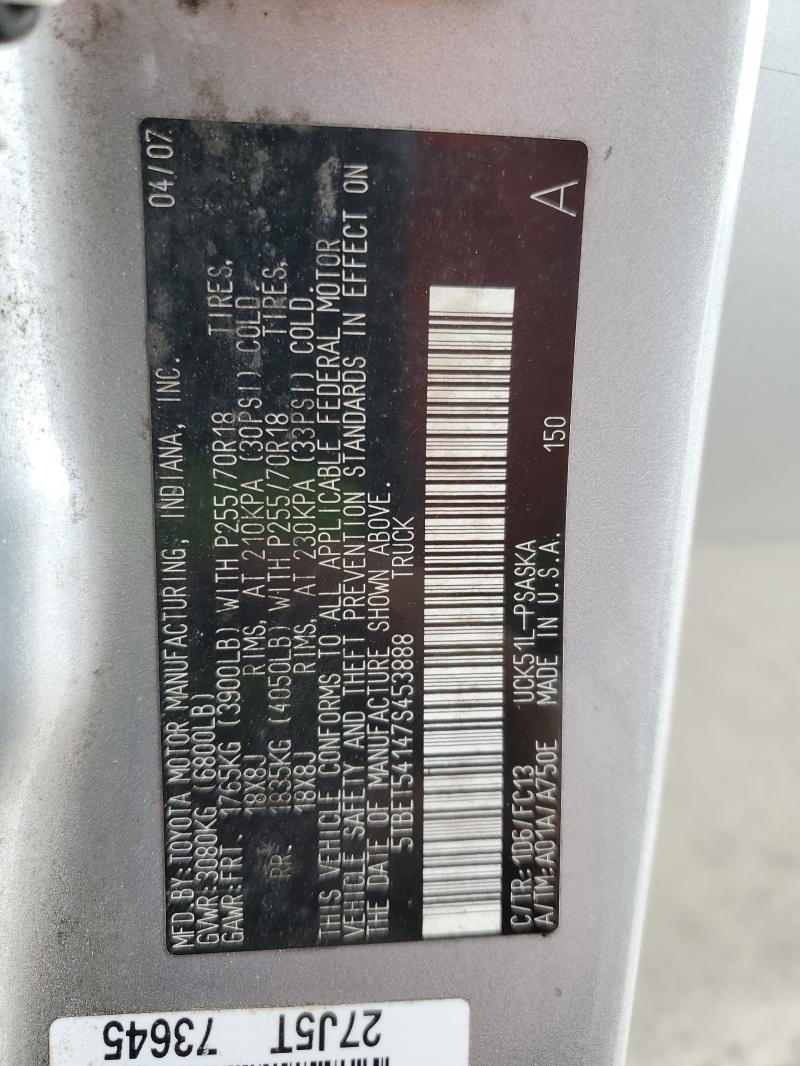 MFD.BY:TOYOTA MOTOR MANUFACTURING, INDIANA, INC. 04/07
GVWR:3080KG (6800LB)
GAWR:FRT. 1765KG (3900LB) WITH P255/70R18 TIRES,
18X8J RIMS, AT 210KPA (30PSI) COLD.
RR. 1835KG (4050LB) WITH P255/70R18 TIRES,
18X8J RIMS, AT 230KPA (33PSI) COLD.
THIS VEHICLE CONFORMS TO ALL APPLICABLE FEDERAL MOTOR
VEHICLE SAFETY AND THEFT PREVENTION STANDARDS IN EFFECT ON
THE DATE OF MANUFACTURE SHOWN ABOVE.
5TBET54147S453888 TRUCK
C/TR:1D6/FC13 UCK51L-PSASKA
A/TM:A01A/A750E MADE IN U.S.A. 150 A
27J5T
73645